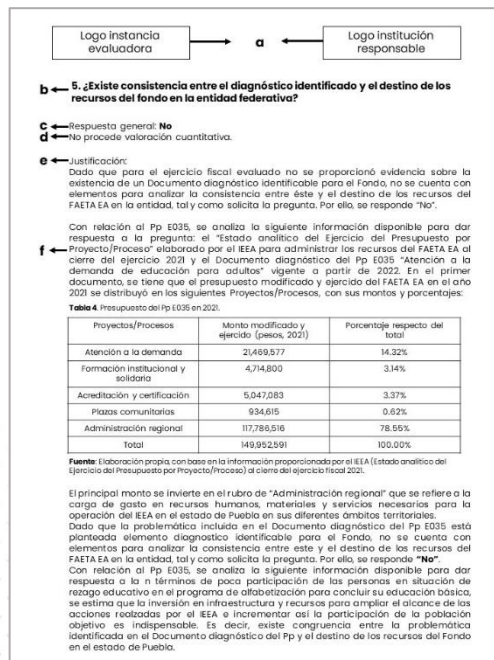 Logo instancia
evaluadora
a
Logo institución
responsable
b
5. ¿Existe consistencia entre el diagnóstico identificado y el destino de los
recursos del fondo en la entidad federativa?
c
Respuesta general: No
d
No procede valoración cuantitativa.
e
Justificación:
Dado que para el ejercicio fiscal evaluado no se proporcionó evidencia sobre la
existencia de un Documento diagnóstico identificable para el Fondo, no se cuenta con
elementos para analizar la consistencia entre éste y el destino de los recursos del
FAETA EA en la entidad, tal y como solicita la pregunta. Por ello, se responde "No".
Con relación al Pp E035, se analiza la siguiente información disponible para dar
respuesta a la pregunta: el "Estado analítico del Ejercicio del Presupuesto por
f
Proyecto/Proceso" elaborado por el IEEA para administrar los recursos del FAETA EA al
cierre del ejercicio 2021 y el Documento diagnóstico del Pp E035 "Atención a la
demanda de educación para adultos" vigente a partir de 2022. En el primer
documento, se tiene que el presupuesto modificado y ejercido del FAETA EA en el año
2021 se distribuyó en los siguientes Proyectos/Procesos, con sus montos y porcentajes:
Tabla 4. Presupuesto del Pp E035 en 2021.
Proyectos/Procesos
Monto modificado y
ejercido (pesos, 2021)
Porcentaje respecto del
total
Atención a la demanda
21,469,577
14.32%
Formación institucional y
solidaria
4,714,800
3.14%
Acreditación y certificación
5,047,083
3.37%
Plazas comunitarias
934,615
0.62%
Administración regional
117,786,516
78.55%
Total
149,952,591
100.00%
Fuente: Elaboración propia, con base en la información proporcionada por el IEEA (Estado analítico del
Ejercicio del Presupuesto por Proyecto/Proceso) al cierre del ejercicio fiscal 2021.
El principal monto se invierte en el rubro de "Administración regional" que se refiere a la
carga de gasto en recursos humanos, materiales y servicios necesarios para la
operación del IEEA en el estado de Puebla en sus diferentes ámbitos territoriales.
Dado que la problemática incluida en el Documento diagnóstico del Pp E035 está
planteada elemento diagnostico identificable para el Fondo, no se cuenta con
elementos para analizar la consistencia entre este y el destino de los recursos del
FAETA EA en la entidad, tal y como solicita la pregunta. Por ello, se responde "No".
Con relación al Pp E035, se analiza la siguiente información disponible para dar
respuesta a la n términos de poca participación de las personas en situación de
rezago educativo en el programa de alfabetización para concluir su educación básica,
se estima que la inversión en infraestructura y recursos para ampliar el alcance de las
acciones realzadas por el IEEA e incrementar así la participación de la población
objetivo es indispensable. Es decir, existe congruencia entre la problemática
identificada en el Documento diagnóstico del Pp y el destino de los recursos del Fondo
en el estado de Puebla.